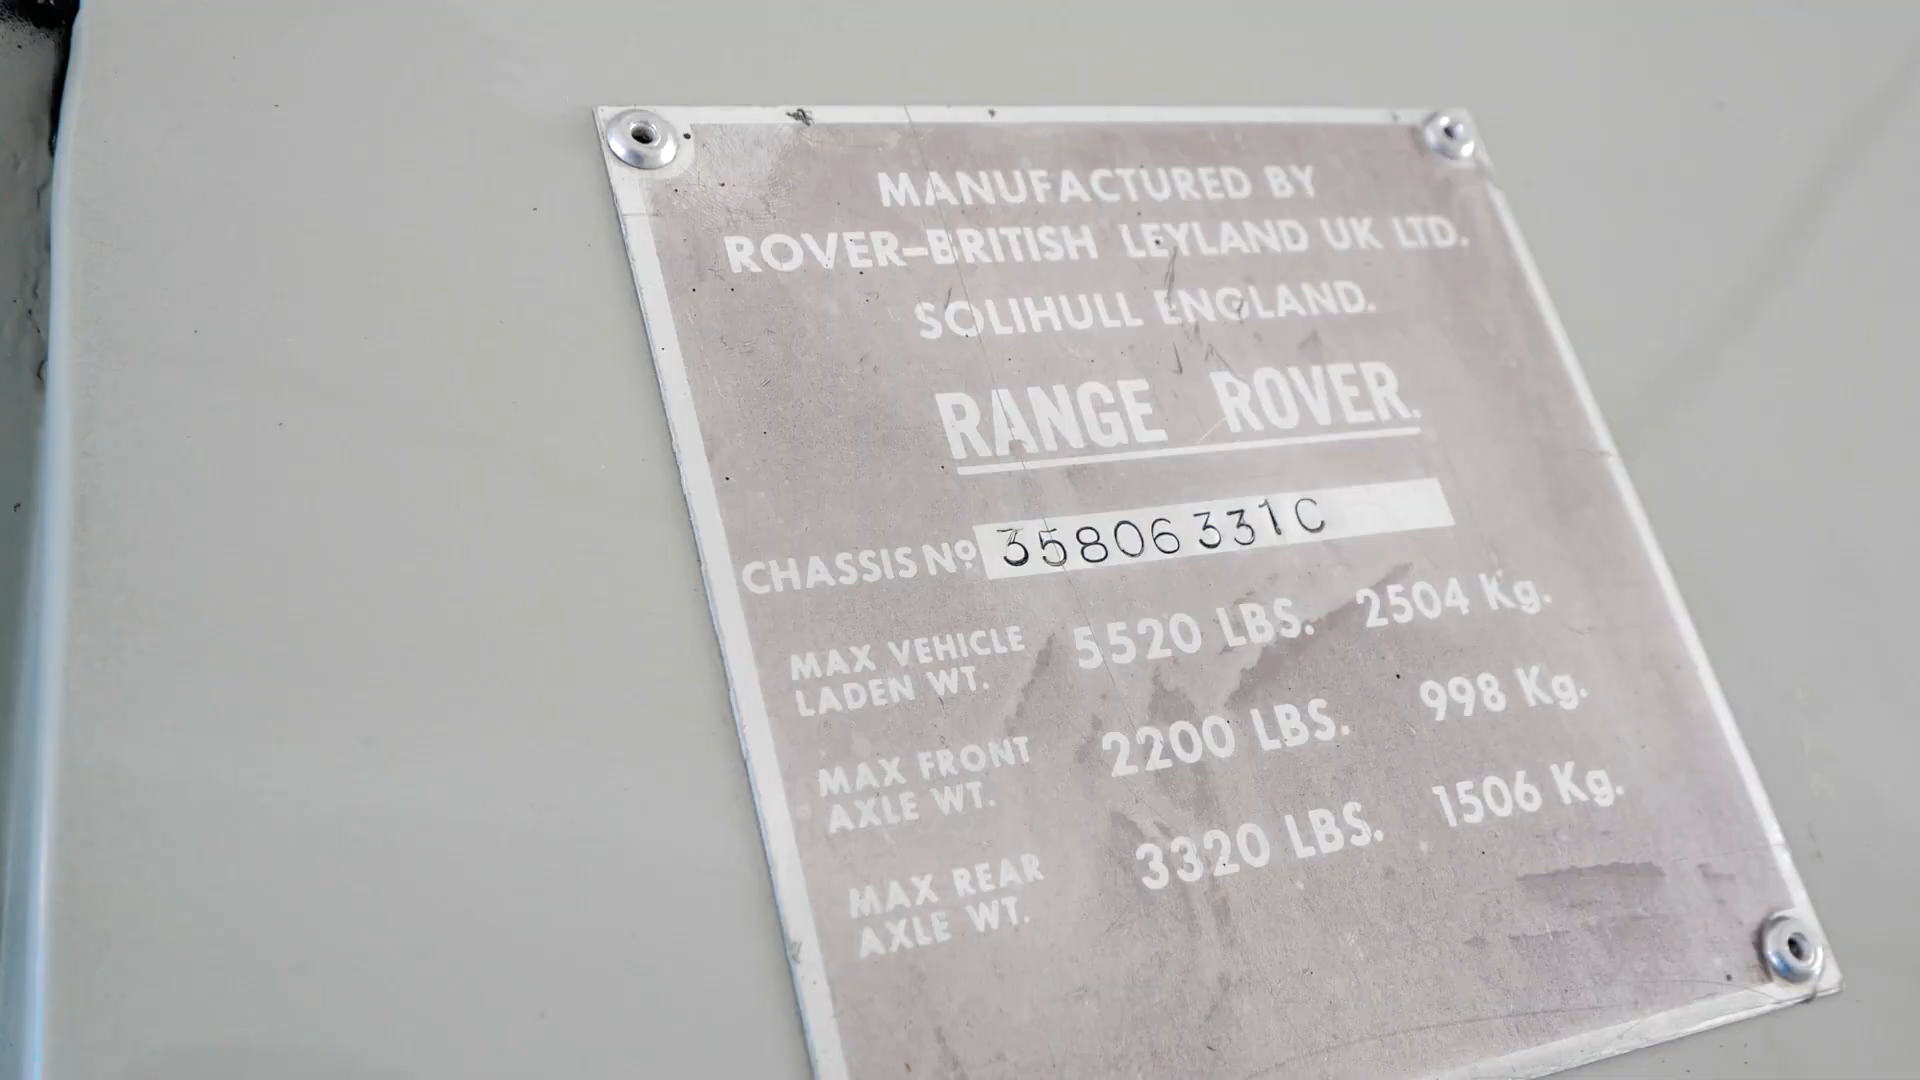 MANUFACTURED BY
ROVER-BRITISH LEYLAND UK LTD.
SOLIHULL ENGLAND.
RANGE ROVER.
CHASSIS Nº 35806331C
MAX VEHICLE LADEN WT. 5520 LBS. 2504 Kg.
MAX FRONT AXLE WT. 2200 LBS. 998 Kg.
MAX REAR AXLE WT. 3320 LBS. 1506 Kg.